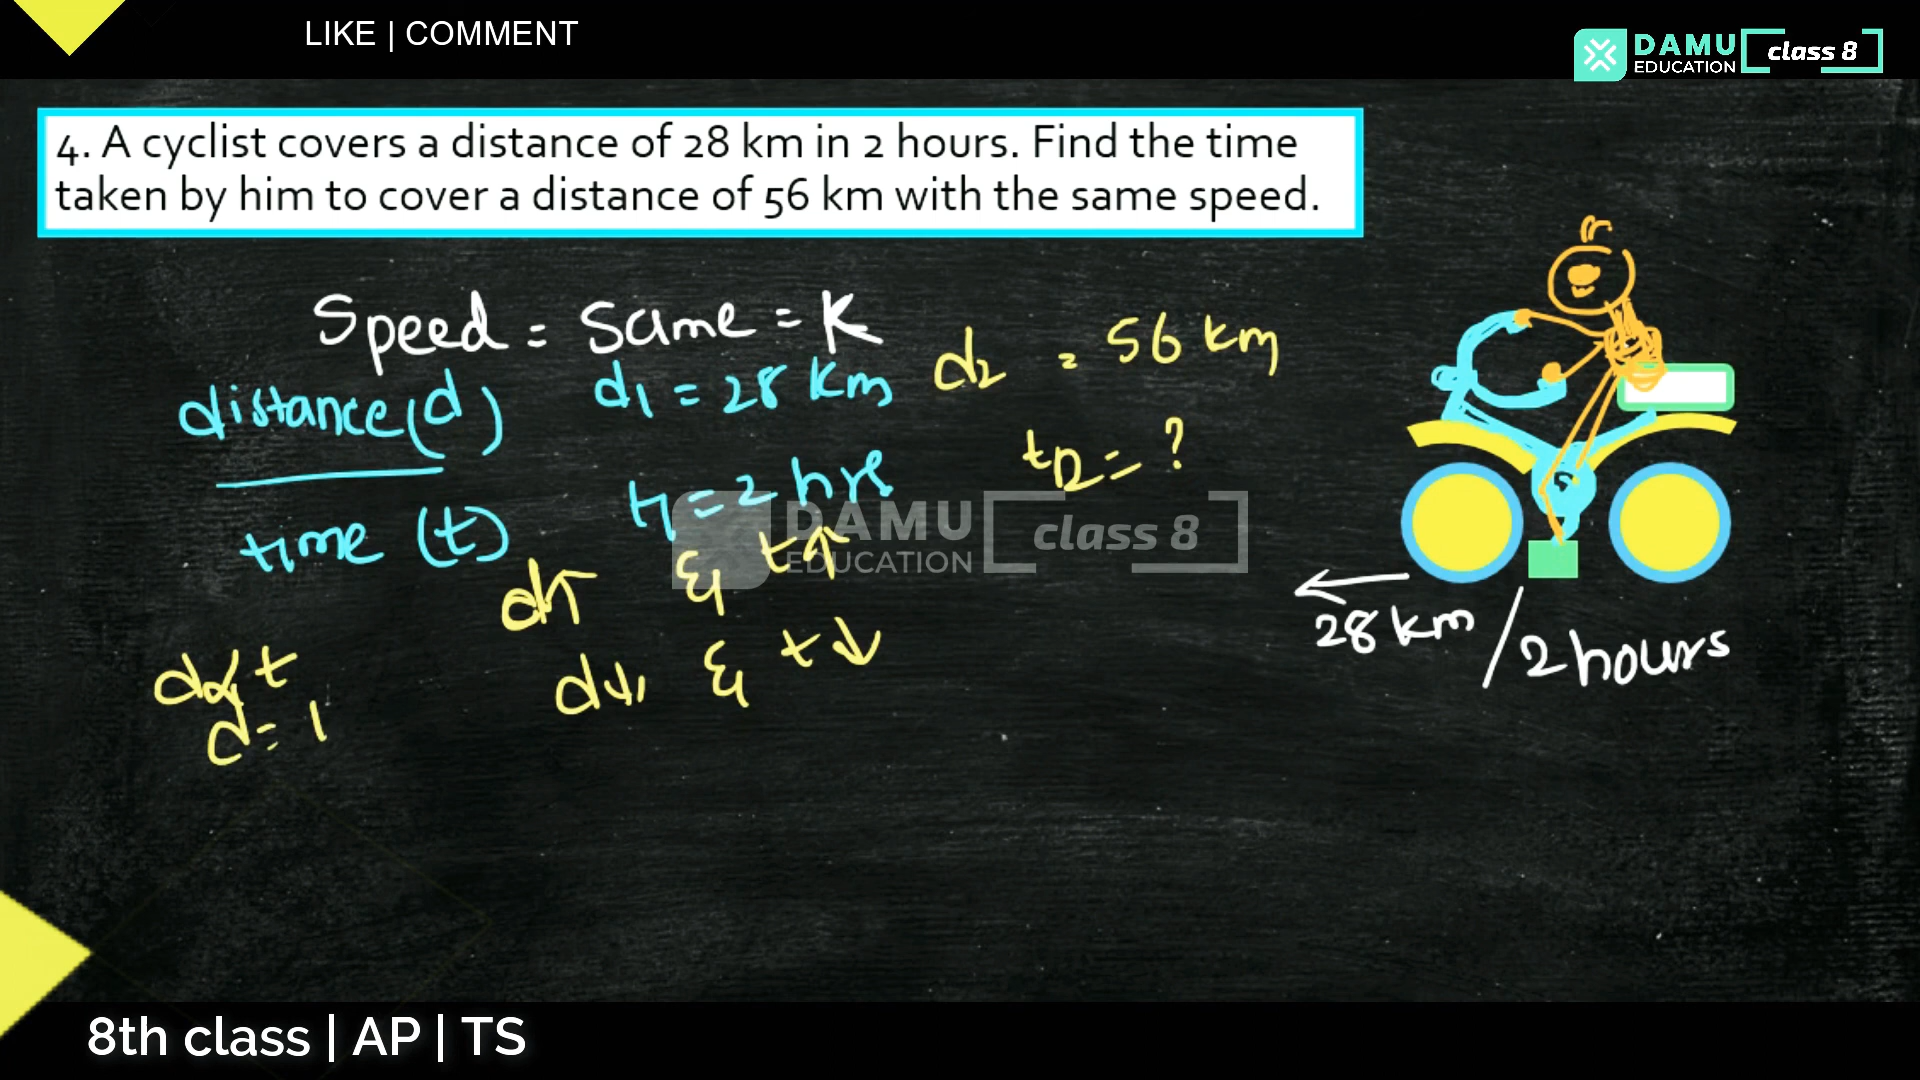 LIKE | COMMENT
DAMU EDUCATION class 8
4. A cyclist covers a distance of 28 km in 2 hours. Find the time
taken by him to cover a distance of 56 km with the same speed.
Speed = Same = K
distance (d) d1 = 28 Km d2 = 56 km
time (t) t1 = 2 hrs t2 = ?
DAMU EDUCATION class 8
d↑ & t↑
28 km / 2 hours
d↓ & t↓
d α t
d = 1
8th class | AP | TS